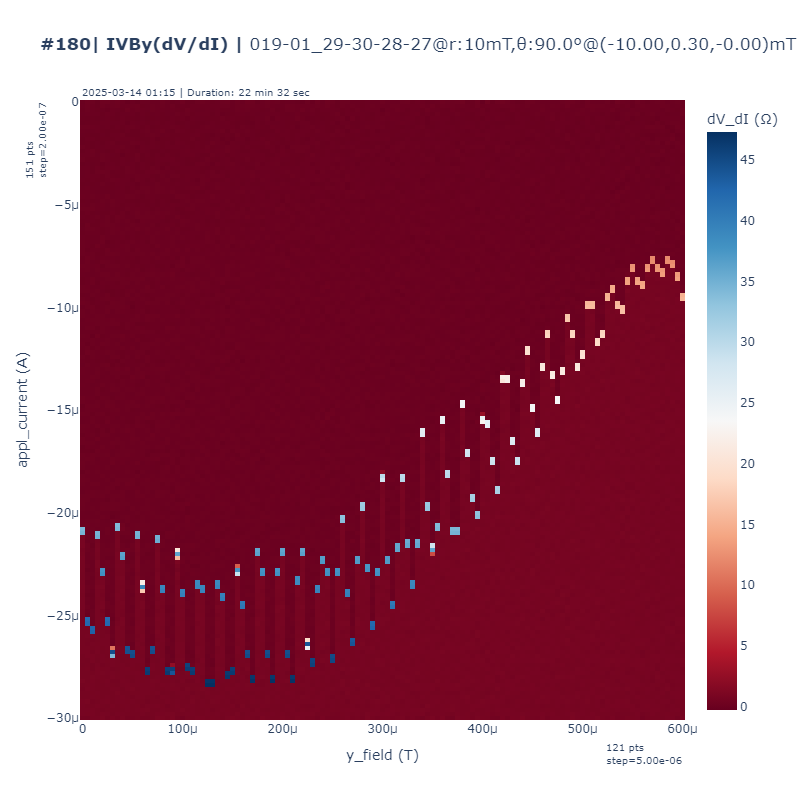 #180| IVBy(dV/dI) | 019-01_29-30-28-27@r:10mT,θ:90.0º@(-10.00,0.30,-0.00)mT
2025-03-14 01:15 | Duration: 22 min 32 sec
151 pts
step=2.00e-07
dV_dI (Ω)
0
−5μ
−10μ
−15μ
−20μ
−25μ
−30μ
appl_current (A)
45
40
35
30
25
20
15
10
5
0
0
100μ
200μ
300μ
400μ
500μ
600μ
y_field (T)
121 pts
step=5.00e-06